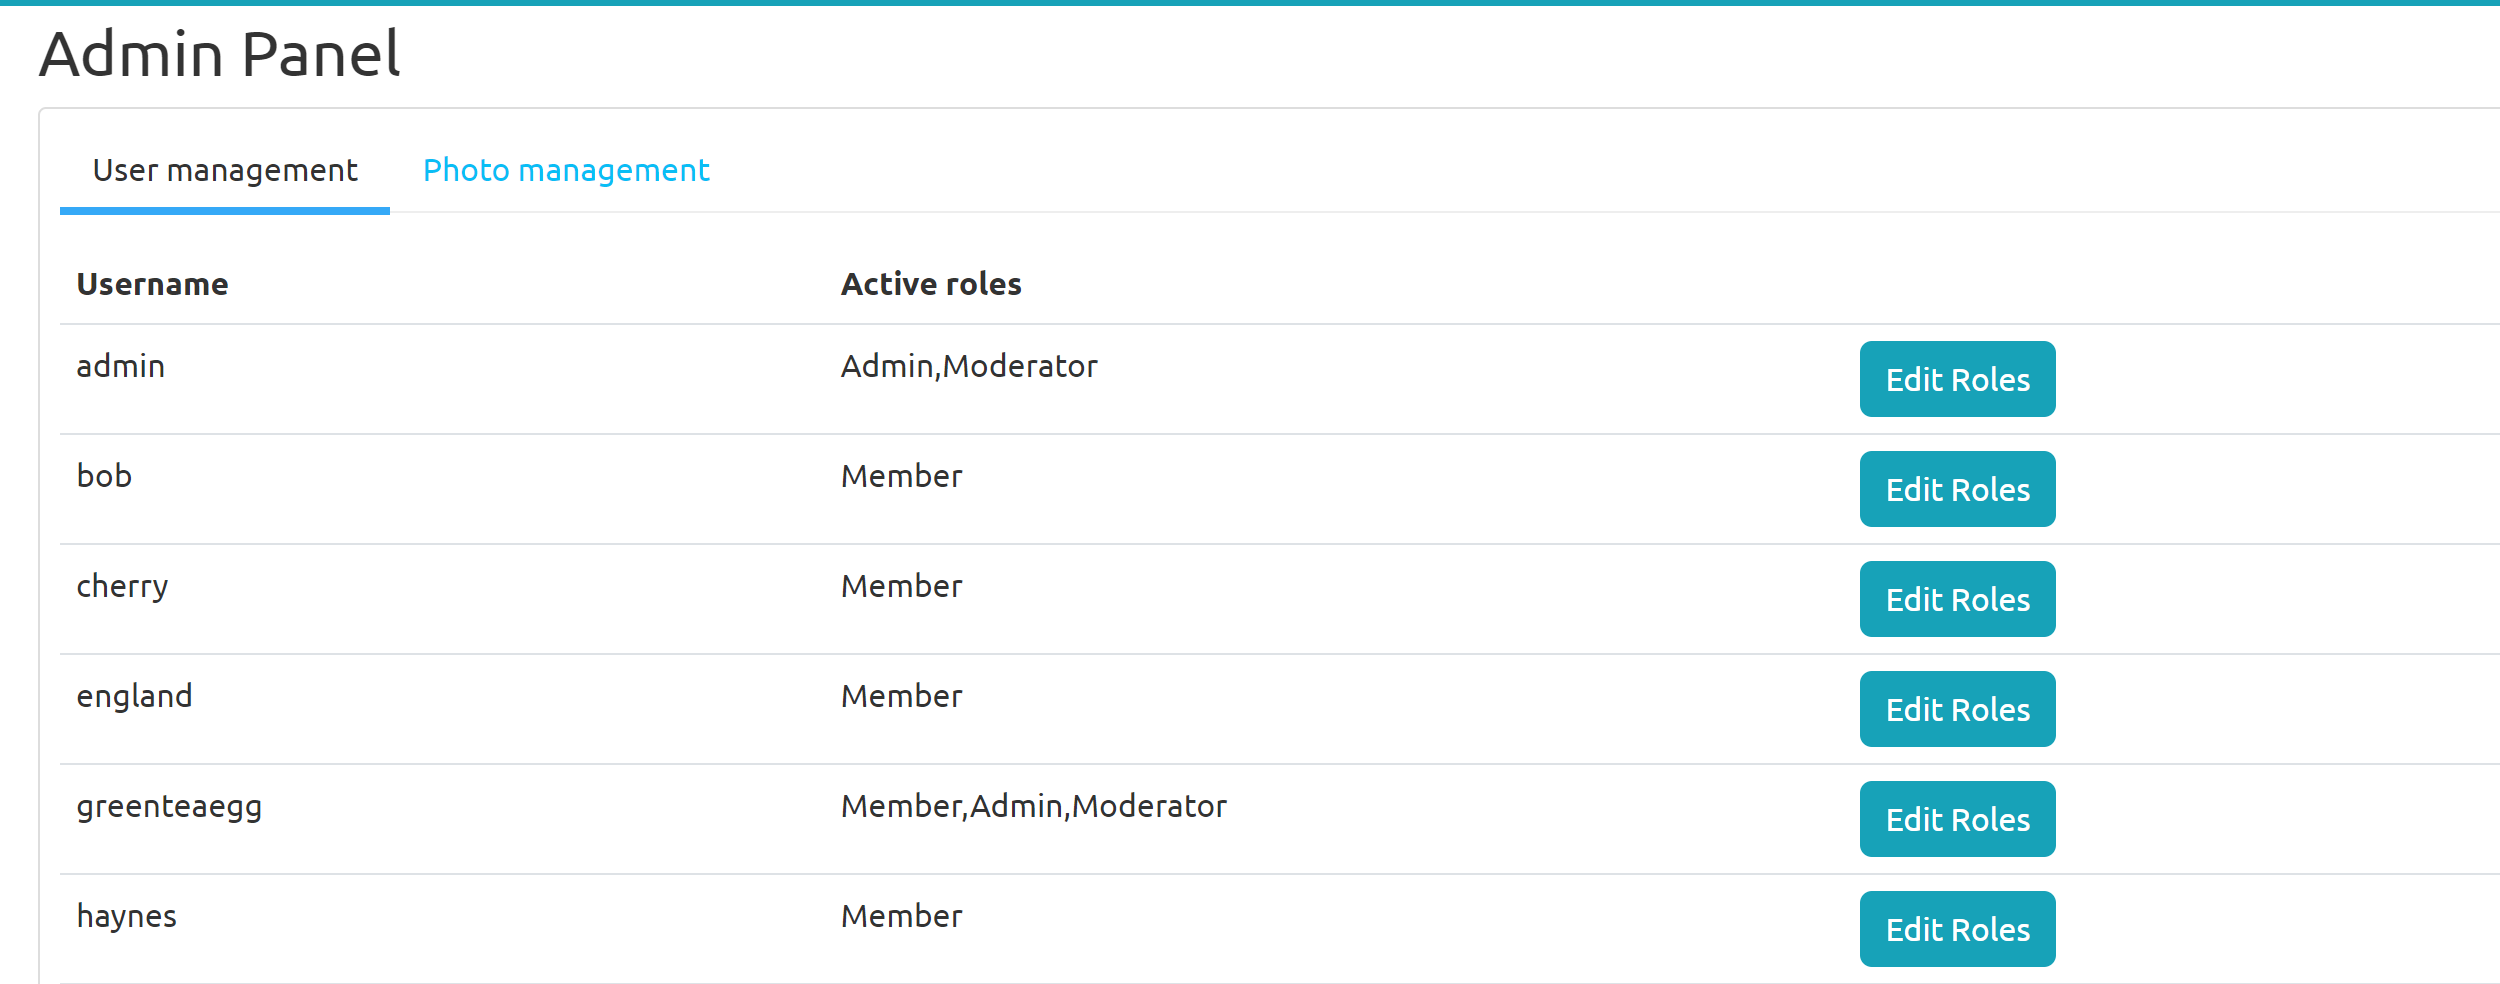 Admin Panel
User management Photo management
Username Active roles
admin Admin,Moderator Edit Roles
bob Member Edit Roles
cherry Member Edit Roles
england Member Edit Roles
greenteaegg Member,Admin,Moderator Edit Roles
haynes Member Edit Roles